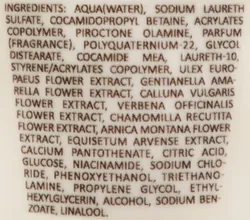 INGREDIENTS: AQUA(WATER), SODIUM LAURETH
SULFATE, COCAMIDOPROPYL BETAINE, ACRYLATES
COPOLYMER, PIROCTONE OLAMINE, PARFUM
(FRAGRANCE), POLYQUATERNIUM-22, GLYCOL
DISTEARATE, COCAMIDE MEA, LAURETH-10,
STYRENE/ACRYLATES COPOLYMER, ULEX EURO-
PAEUS FLOWER EXTRACT, GENTIANELLA AMA-
RELLA FLOWER EXTRACT, CALLUNA VULGARIS
FLOWER EXTRACT, VERBENA OFFICINALIS
FLOWER EXTRACT, CHAMOMILLA RECUTITA
FLOWER EXTRACT, ARNICA MONTANA FLOWER
EXTRACT, EQUISETUM ARVENSE EXTRACT,
CALCIUM PANTOTHENATE, CITRIC ACID,
GLUCOSE, NIACINAMIDE, SODIUM CHLO-
RIDE, PHENOXYETHANOL, TRIETHANO-
LAMINE, PROPYLENE GLYCOL, ETHYL-
HEXYLGLYCERIN, ALCOHOL, SODIUM BEN-
ZOATE, LINALOOL.